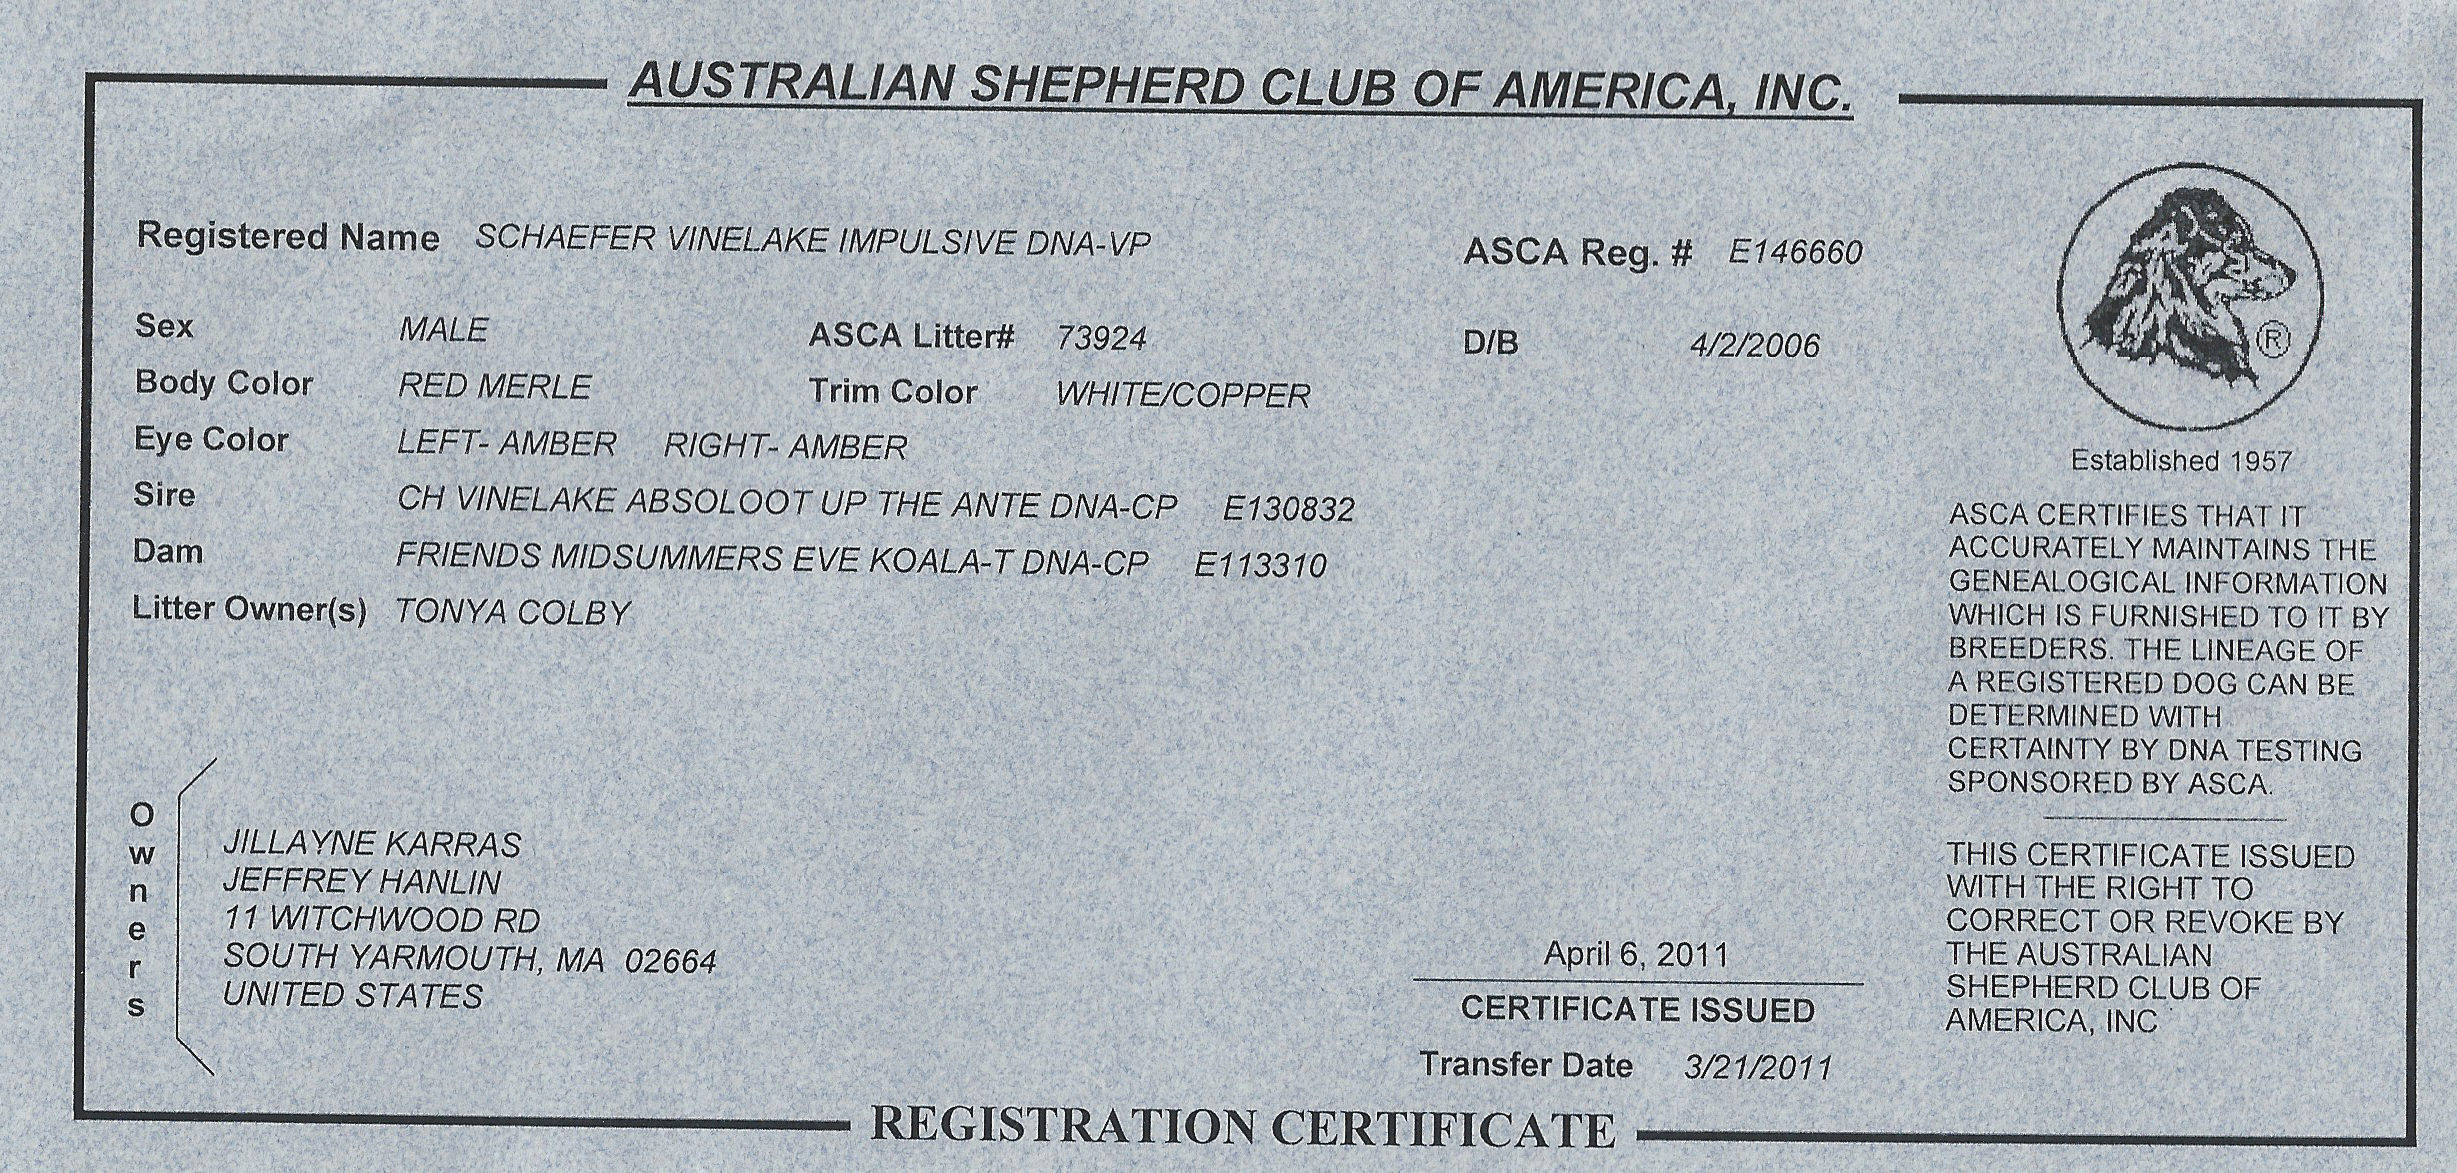 AUSTRALIAN SHEPHERD CLUB OF AMERICA, INC.
Registered Name SCHAEFER VINELAKE IMPULSIVE DNA-VP ASCA Reg. # E146660
Sex MALE ASCA Litter# 73924 D/B 4/2/2006
Body Color RED MERLE Trim Color WHITE/COPPER
Eye Color LEFT- AMBER RIGHT- AMBER
Sire CH VINELAKE ABSOLOOT UP THE ANTE DNA-CP E130832
Dam FRIENDS MIDSUMMERS EVE KOALA-T DNA-CP E113310
Litter Owner(s) TONYA COLBY
Owners
JILLAYNE KARRAS
JEFFREY HANLIN
11 WITCHWOOD RD
SOUTH YARMOUTH, MA 02664
UNITED STATES
April 6, 2011
CERTIFICATE ISSUED
Transfer Date 3/21/2011
®
Established 1957
ASCA CERTIFIES THAT IT
ACCURATELY MAINTAINS THE
GENEALOGICAL INFORMATION
WHICH IS FURNISHED TO IT BY
BREEDERS. THE LINEAGE OF
A REGISTERED DOG CAN BE
DETERMINED WITH
CERTAINTY BY DNA TESTING
SPONSORED BY ASCA.
THIS CERTIFICATE ISSUED
WITH THE RIGHT TO
CORRECT OR REVOKE BY
THE AUSTRALIAN
SHEPHERD CLUB OF
AMERICA, INC
REGISTRATION CERTIFICATE